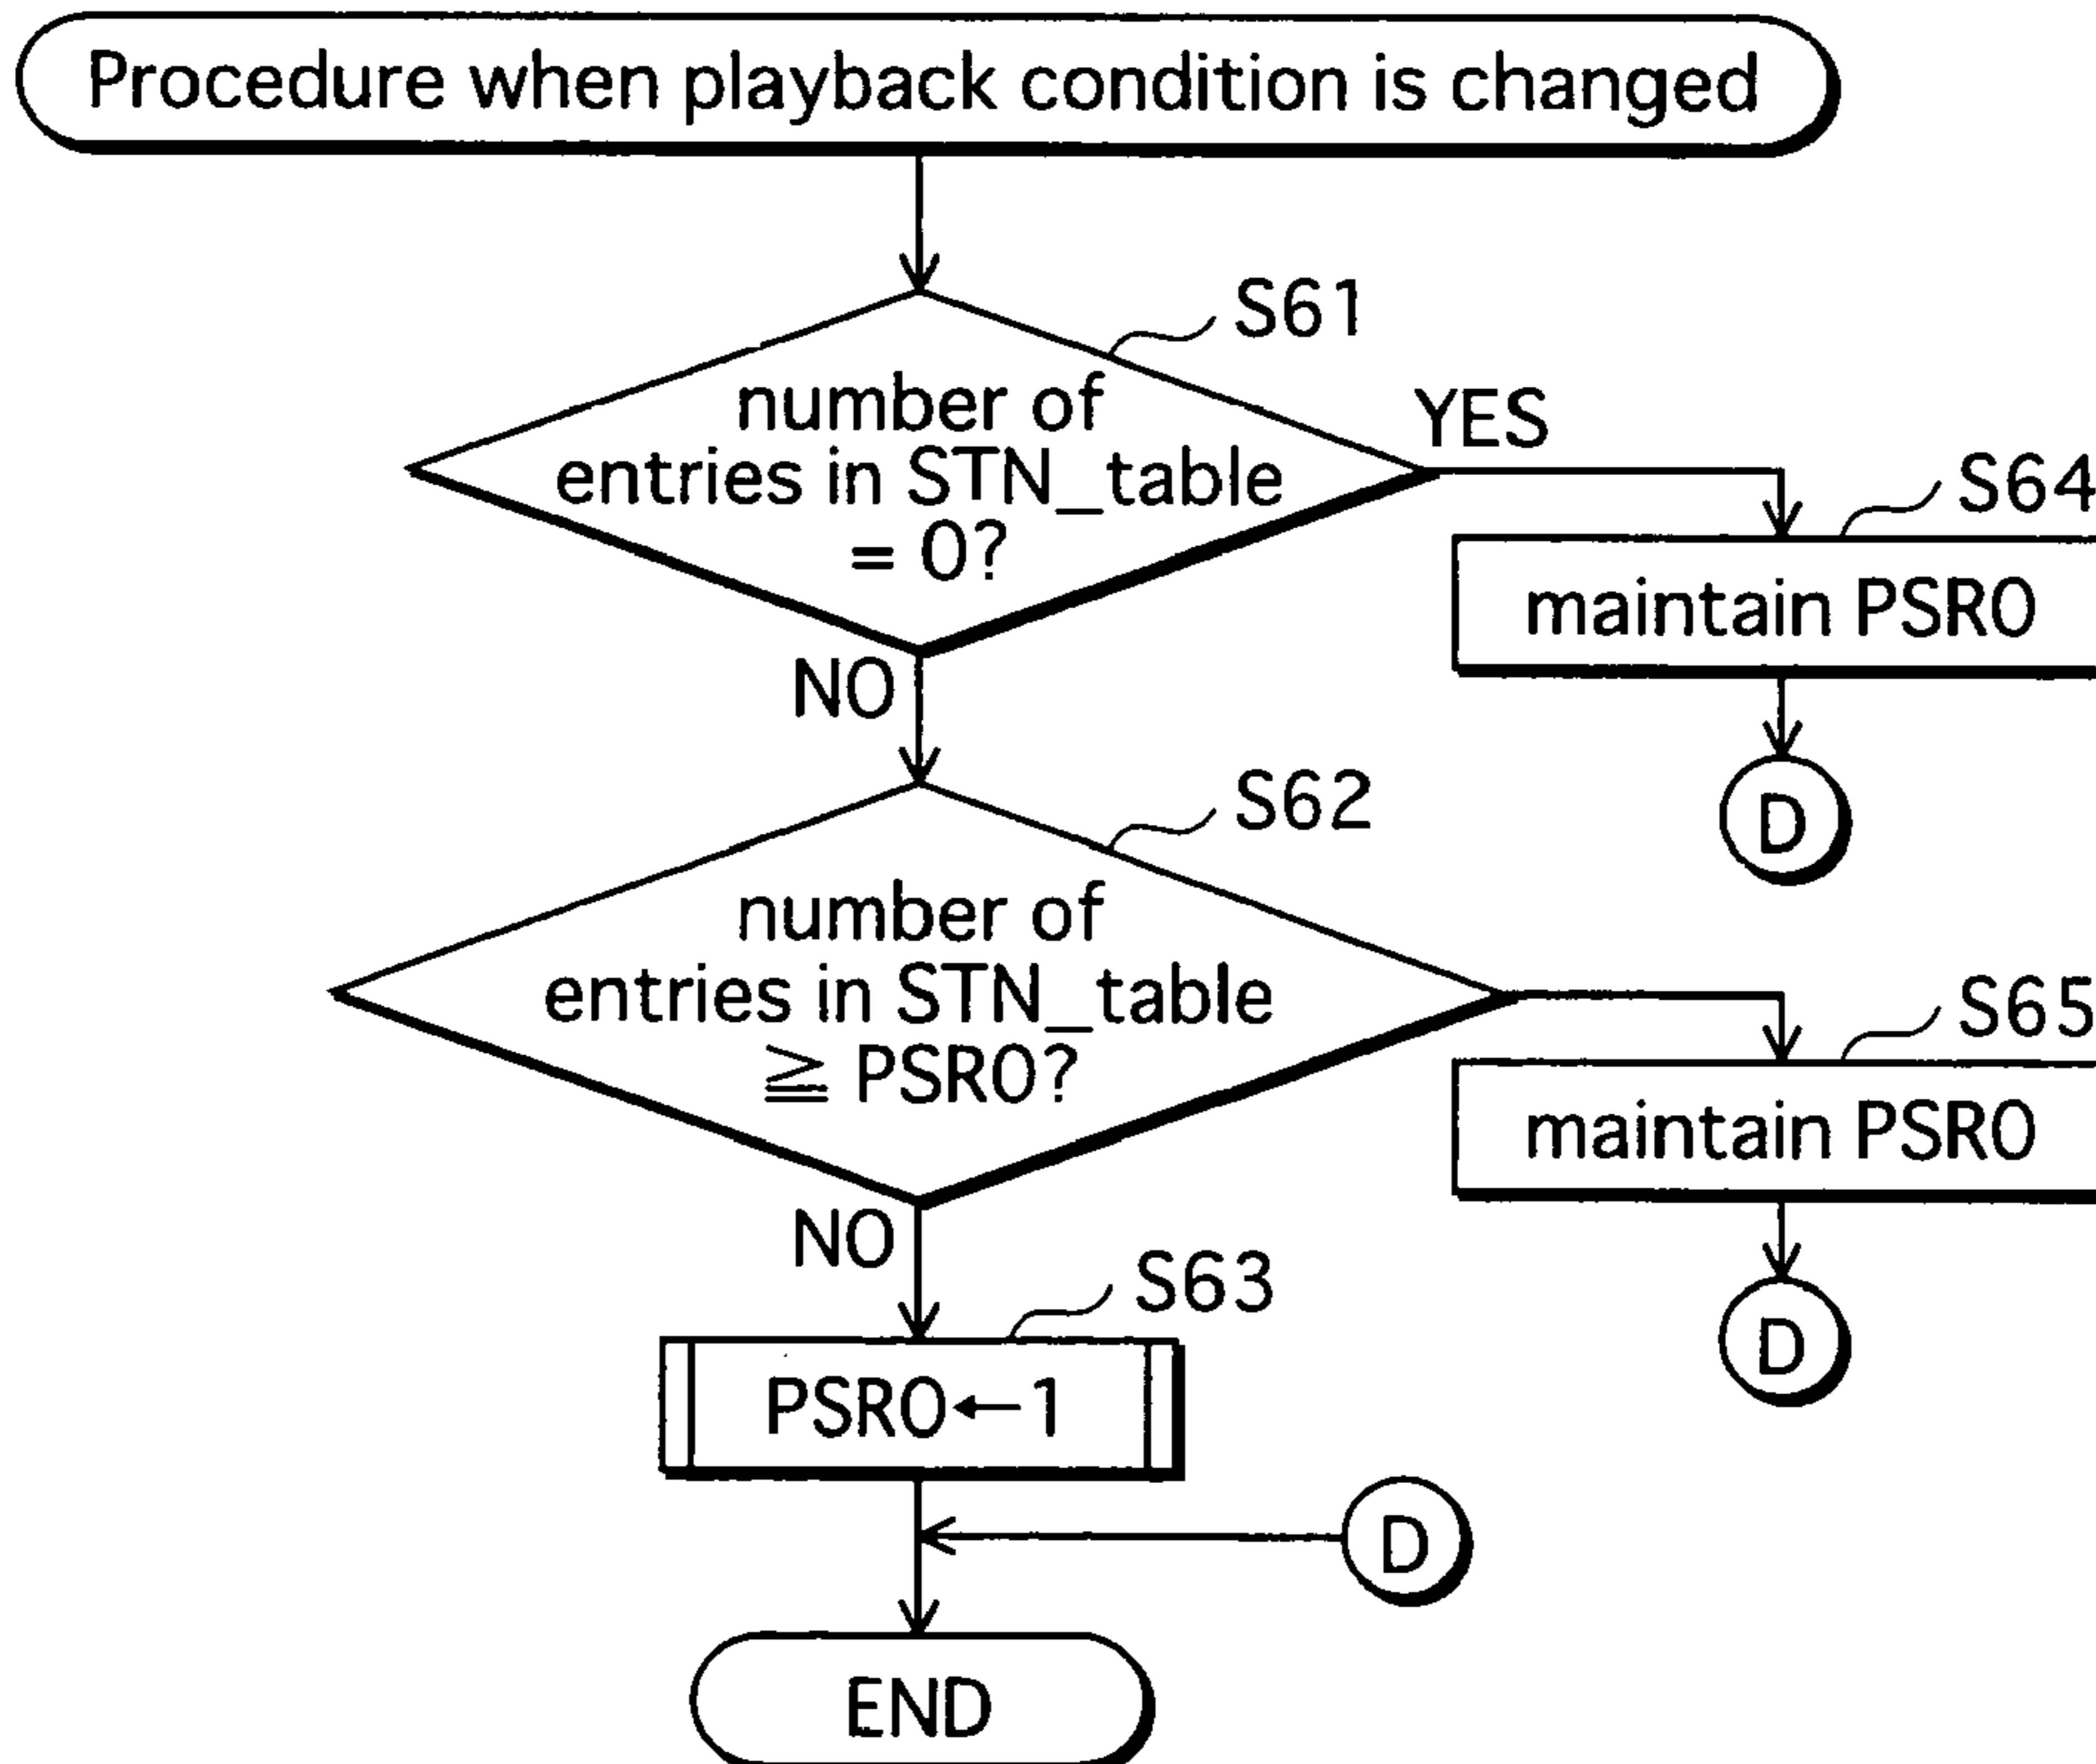 Procedure when playback condition is changed
S61
number of
entries in STN_table
= 0?
YES
S64
maintain PSR0
NO
D
S62
number of
entries in STN_table
≧ PSR0?
S65
maintain PSR0
NO
D
S63
PSR0←1
D
END